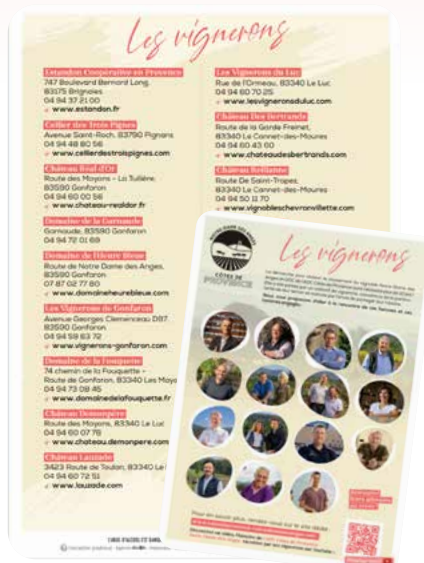 Les vignerons
Estandon Coopérative en Provence
747 Boulevard Bernard Long,
83175 Brignoles
04 94 37 21 00
www.estandon.fr
Cellier des Trois Pignes
Avenue Saint-Roch, 83790 Pignans
04 94 48 80 56
www.cellierdestroispignes.com
Château Réal d'Or
Route des Mayons - La Tuilière,
83590 Gonfaron
04 94 60 00 56
www.chateau-realdor.fr
Domaine de la Garnaude
Garnaude, 83590 Gonfaron
04 94 72 01 69
Domaine de l'Heure Bleue
Route de Notre Dame des Anges,
83590 Gonfaron
07 87 02 77 80
www.domaineheurebleue.com
Les Vignerons de Gonfaron
Avenue Georges Clemenceau D97
83590 Gonfaron
04 94 59 63 72
www.vignerons-gonfaron.com
Domaine de la Fouquette
74 chemin de la Fouquette -
Route de Gonfaron, 83340 Les Mayo
04 94 73 08 45
www.domainedelafouquette.fr
Château Demonpère
Route des Mayons, 83340 Le Luc
04 94 60 07 78
www.chateau.demonpere.com
Château Lauzade
3423 Route de Toulon, 83340 Le
04 94 60 72 51
www.lauzade.com
Les Vignerons du Luc
Rue de l'Ormeau, 83340 Le Luc
04 94 60 70 25
www.lesvigneronsduluc.com
Château Des Bertrands
Route de la Garde Freinet,
83340 Le Cannet-des-Maures
04 94 60 43 60
www.chateaudesbertrands.com
Château Reillanne
Route De Saint-Tropez,
83340 Le Cannet-des-Maures
04 94 50 11 70
www.vignobleschevronvillette.com
NOTRE-DAME DES ANGES
CÔTES DE
PROVENCE
Les vignerons